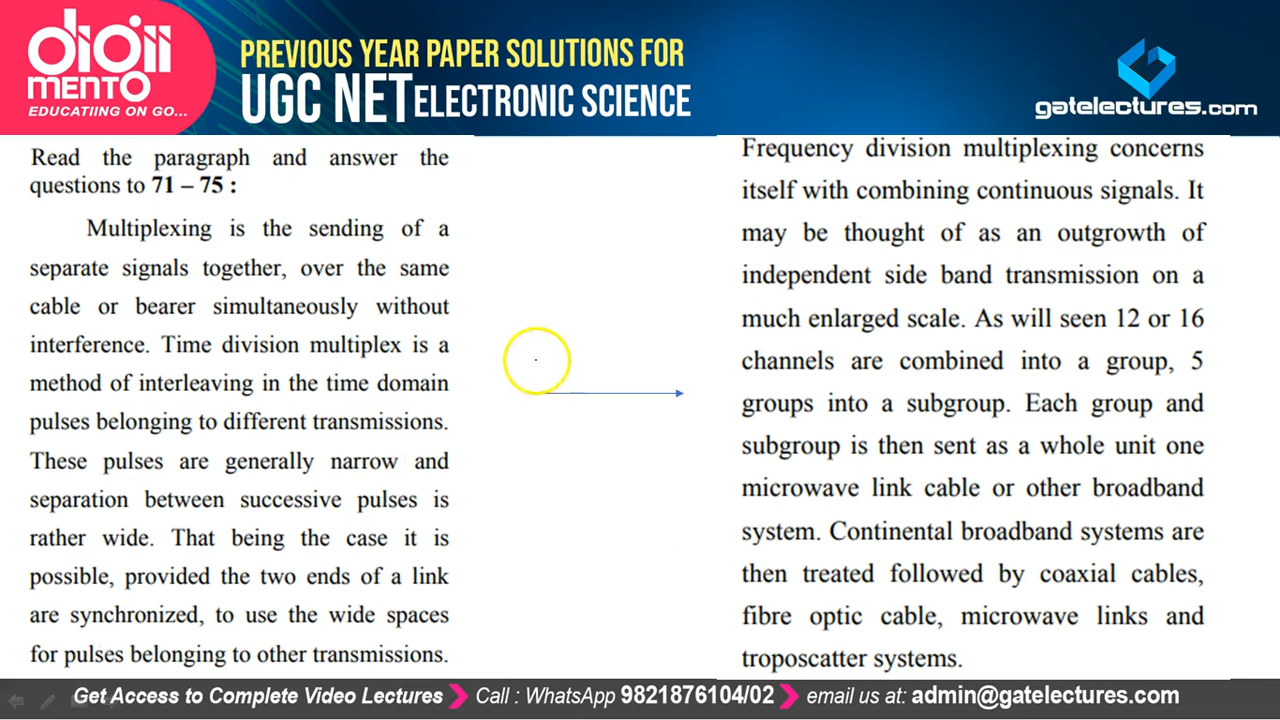 digii
MENTO
EDUCATIING ON GO...
PREVIOUS YEAR PAPER SOLUTIONS FOR
UGC NET ELECTRONIC SCIENCE
gatelectures.com
Read the paragraph and answer the
questions to 71 – 75 :
Multiplexing is the sending of a
separate signals together, over the same
cable or bearer simultaneously without
interference. Time division multiplex is a
method of interleaving in the time domain
pulses belonging to different transmissions.
These pulses are generally narrow and
separation between successive pulses is
rather wide. That being the case it is
possible, provided the two ends of a link
are synchronized, to use the wide spaces
for pulses belonging to other transmissions.
Frequency division multiplexing concerns
itself with combining continuous signals. It
may be thought of as an outgrowth of
independent side band transmission on a
much enlarged scale. As will seen 12 or 16
channels are combined into a group, 5
groups into a subgroup. Each group and
subgroup is then sent as a whole unit one
microwave link cable or other broadband
system. Continental broadband systems are
then treated followed by coaxial cables,
fibre optic cable, microwave links and
troposcatter systems.
Get Access to Complete Video Lectures Call : WhatsApp 9821876104/02 email us at: admin@gatelectures.com